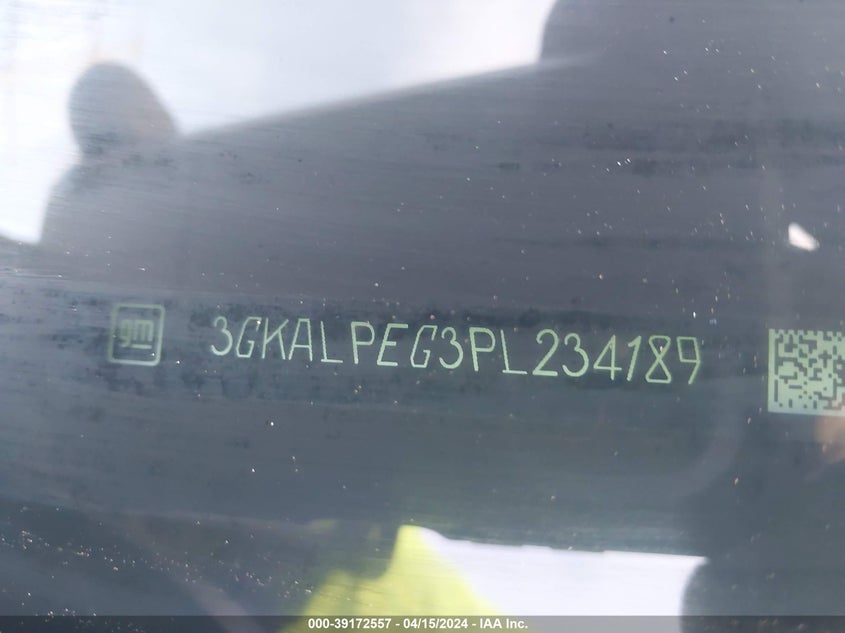 gm 3GKALPEG3PL234189
000-39172557 - 04/15/2024 - IAA Inc.